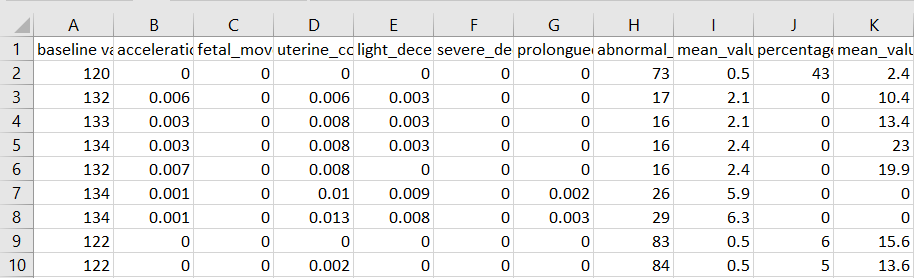 A B C D E F G H I J K
1 baseline va acceleratic fetal_mov uterine_cc light_dece severe_de prolongued abnormal_ mean_valu percentage mean_valu
2 120 0 0 0 0 0 0 73 0.5 43 2.4
3 132 0.006 0 0.006 0.003 0 0 17 2.1 0 10.4
4 133 0.003 0 0.008 0.003 0 0 16 2.1 0 13.4
5 134 0.003 0 0.008 0.003 0 0 16 2.4 0 23
6 132 0.007 0 0.008 0 0 0 16 2.4 0 19.9
7 134 0.001 0 0.01 0.009 0 0.002 26 5.9 0 0
8 134 0.001 0 0.013 0.008 0 0.003 29 6.3 0 0
9 122 0 0 0 0 0 0 83 0.5 6 15.6
10 122 0 0 0.002 0 0 0 84 0.5 5 13.6